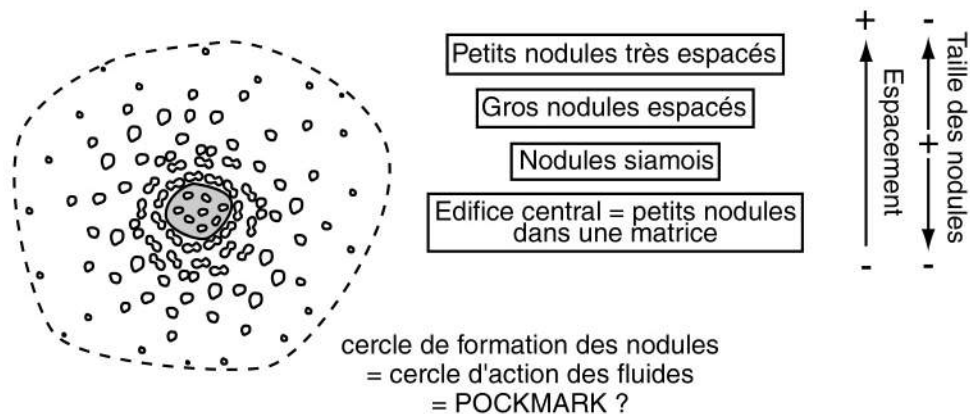 Petits nodules très espacés
Gros nodules espacés
Nodules siamois
Edifice central = petits nodules
dans une matrice
+
-
Espacement
-
-
+
-
Taille des nodules
cercle de formation des nodules
= cercle d'action des fluides
= POCKMARK ?